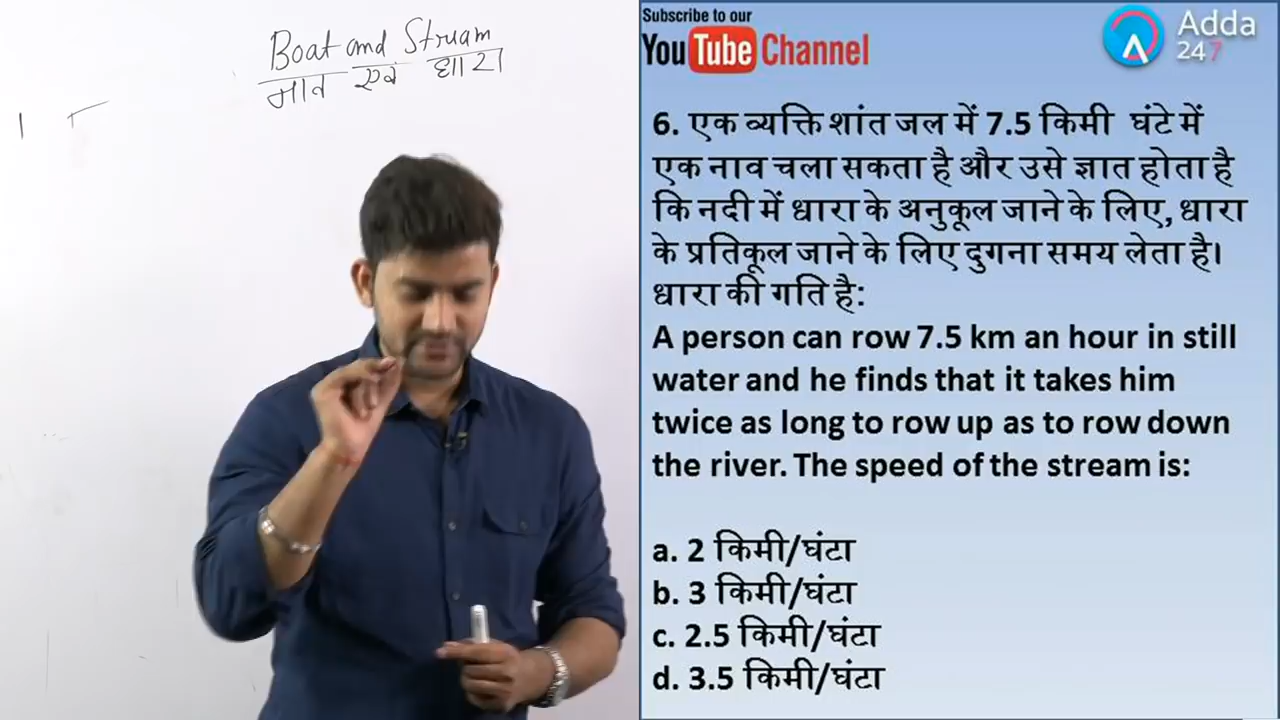 Boat and Stream
नाव एवं धारा
Subscribe to our
YouTube Channel
Adda
247
6. एक व्यक्ति शांत जल में 7.5 किमी घंटे में
एक नाव चला सकता है और उसे ज्ञात होता है
कि नदी में धारा के अनुकूल जाने के लिए, धारा
के प्रतिकूल जाने के लिए दुगना समय लेता है।
धारा की गति है:
A person can row 7.5 km an hour in still
water and he finds that it takes him
twice as long to row up as to row down
the river. The speed of the stream is:
a. 2 किमी/घंटा
b. 3 किमी/घंटा
c. 2.5 किमी/घंटा
d. 3.5 किमी/घंटा